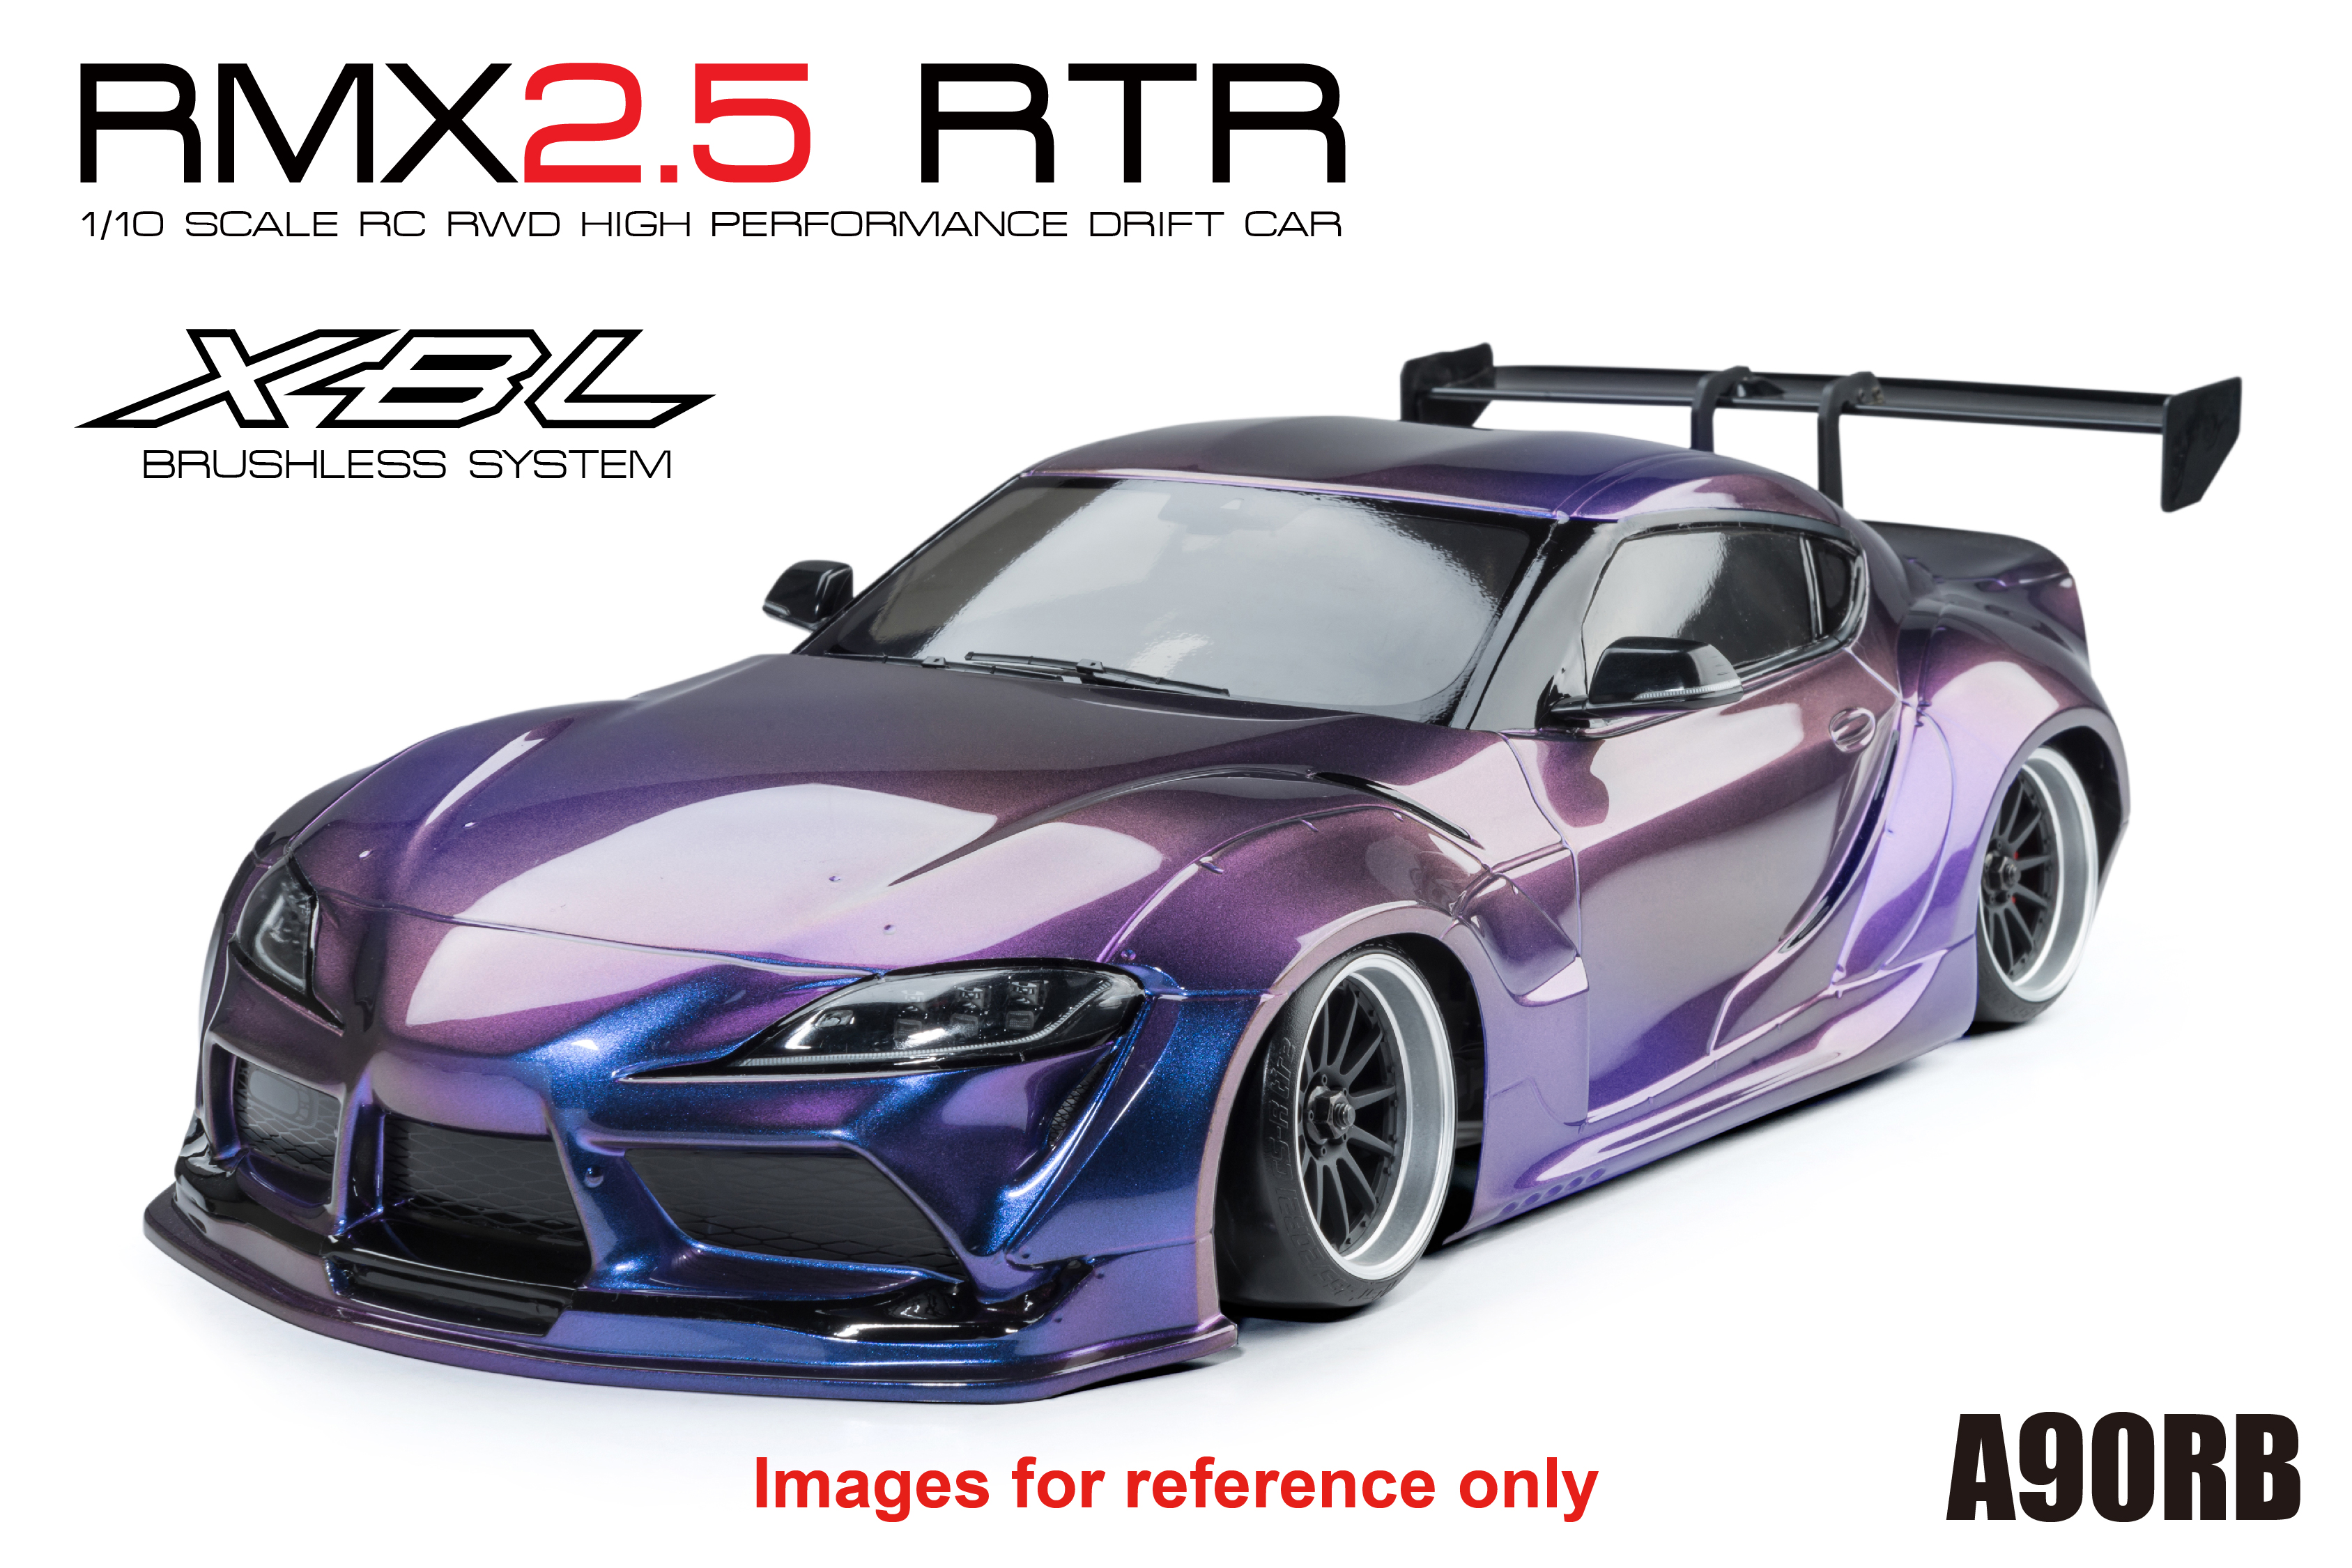 RMX2.5 RTR
1/10 SCALE RC RWD HIGH PERFORMANCE DRIFT CAR
X-BL
BRUSHLESS SYSTEM
Images for reference only
A90RB